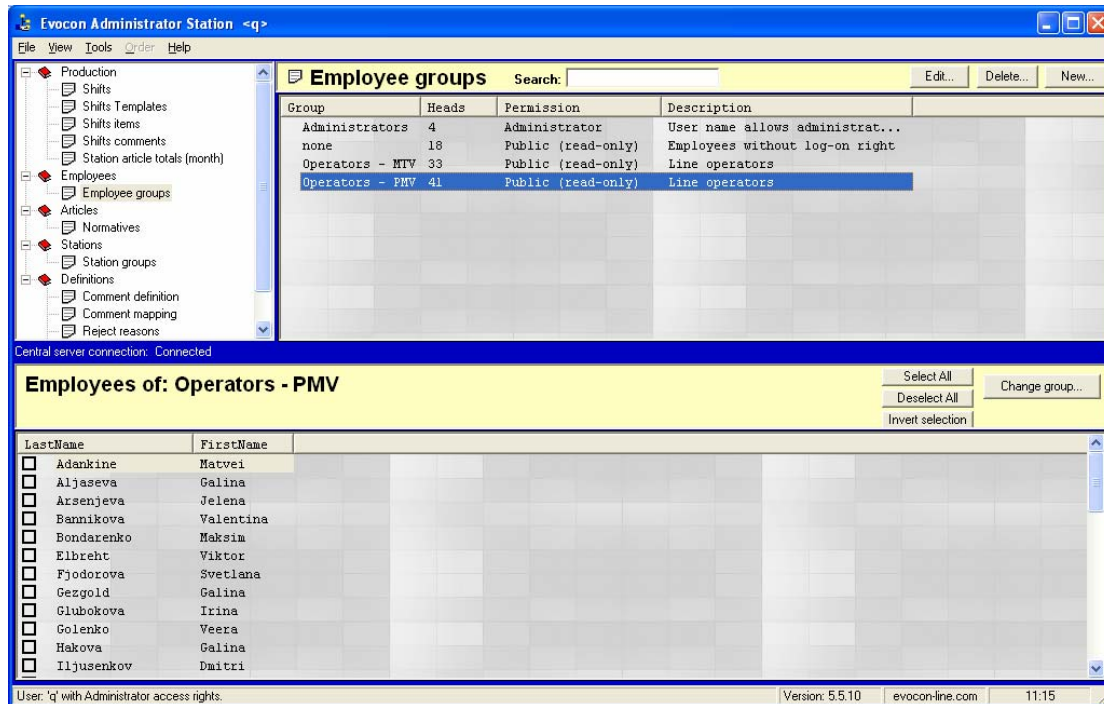 Evocon Administrator Station <q>
File View Tools Order Help
Production
Shifts
Shifts Templates
Shifts items
Shifts comments
Station article totals (month)
Employees
Employee groups
Articles
Normatives
Stations
Station groups
Definitions
Comment definition
Comment mapping
Reject reasons
Employee groups Search: Edit... Delete... New...
Group Heads Permission Description
Administrators 4 Administrator User name allows administrat...
none 18 Public (read-only) Employees without log-on right
Operators - MTV 33 Public (read-only) Line operators
Operators - PMV 41 Public (read-only) Line operators
Central server connection: Connected
Employees of: Operators - PMV
Select All
Deselect All
Invert selection
Change group...
LastName FirstName
Adankine Matvei
Aljaseva Galina
Arsenjeva Jelena
Bannikova Valentina
Bondarenko Maksim
Elbreht Viktor
Fjodorova Svetlana
Gezgold Galina
Glubokova Irina
Golenko Veera
Hakova Galina
Iljusenkov Dmitri
User: 'q' with Administrator access rights. Version: 5.5.10 evocon-line.com 11:15